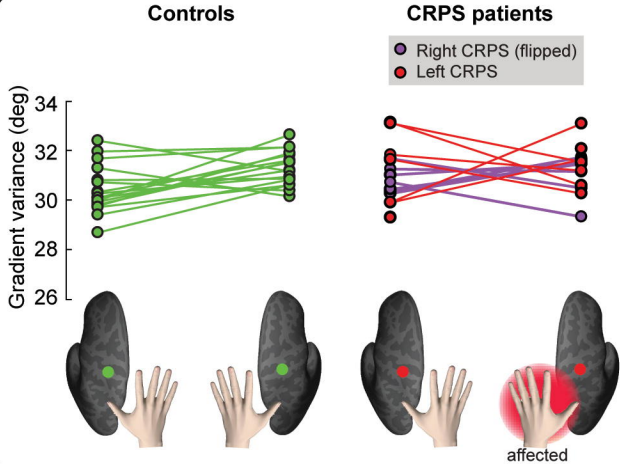 Controls
CRPS patients
Right CRPS (flipped)
Left CRPS
Gradient variance (deg)
34
32
30
28
26
affected